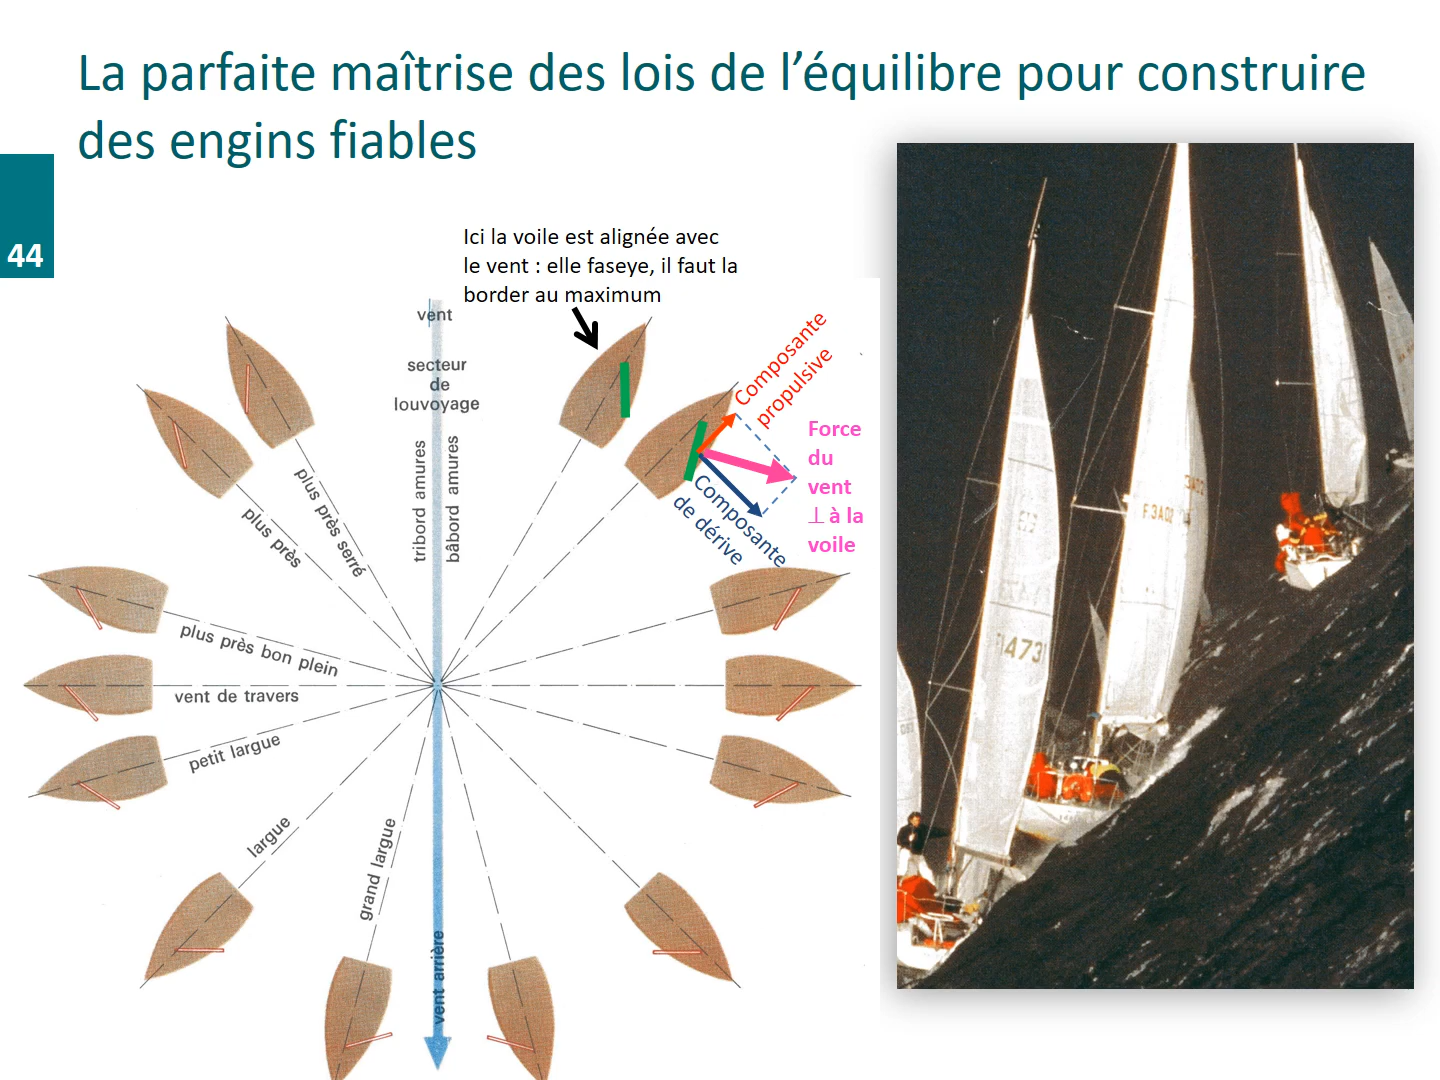 La parfaite maîtrise des lois de l’équilibre pour construire
des engins fiables
44
Ici la voile est alignée avec
le vent : elle faseye, il faut la
border au maximum
vent
secteur
de
louvoyage
tribord amures
bâbord amures
plus près serré
plus près
plus près bon plein
vent de travers
petit largue
largue
grand largue
vent arrière
Composante
propulsive
Force
du
vent
⊥ à la
voile
Composante
de dérive
F 3A02
473